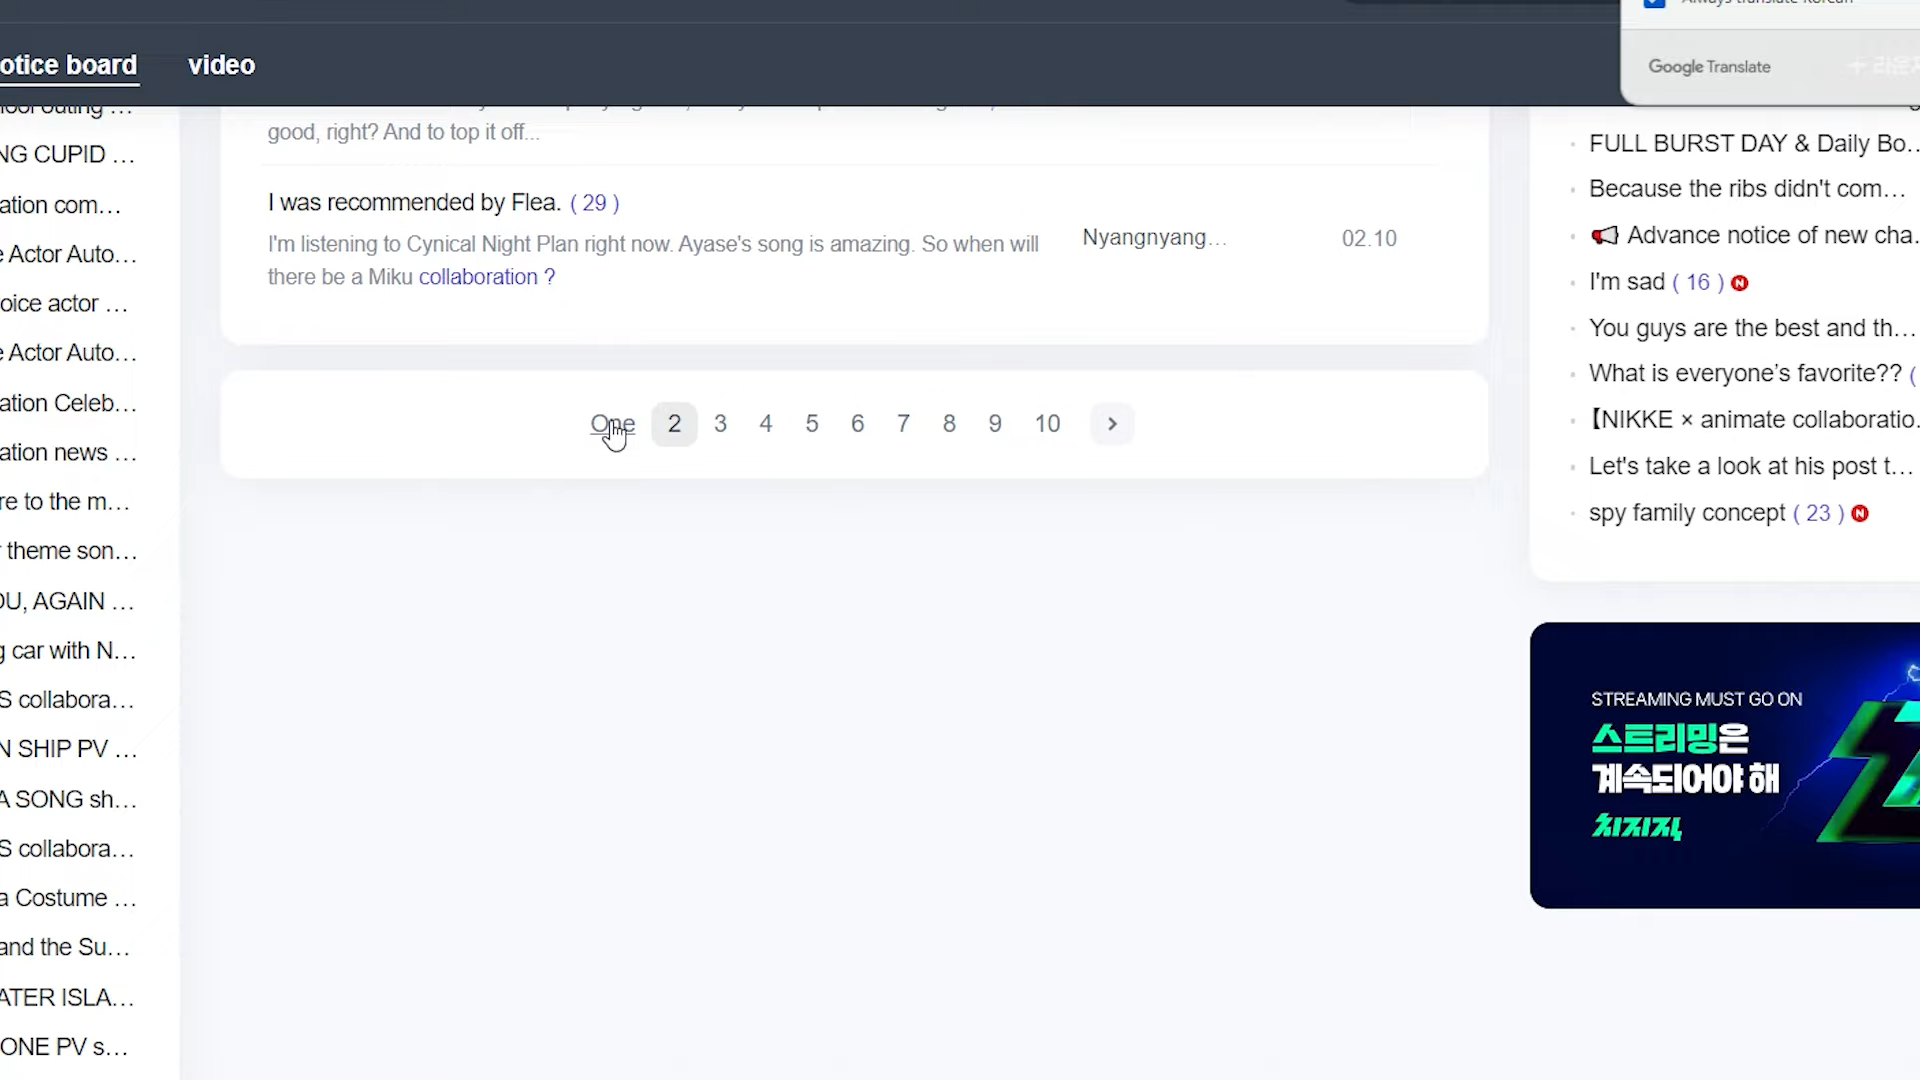 Google Translate
otice board
video
NG CUPID ...
ation com...
e Actor Auto...
oice actor ...
e Actor Auto...
ation Celeb...
ation news ...
re to the m...
theme son...
OU, AGAIN ...
g car with N...
S collabora...
N SHIP PV ...
A SONG sh...
S collabora...
a Costume ...
and the Su...
ATER ISLA...
ONE PV s...
good, right? And to top it off...
I was recommended by Flea. ( 29 )
I'm listening to Cynical Night Plan right now. Ayase's song is amazing. So when will
there be a Miku collaboration ?
Nyangnyang...
02.10
One 2 3 4 5 6 7 8 9 10 >
FULL BURST DAY & Daily Bo...
Because the ribs didn't com...
Advance notice of new cha...
I'm sad ( 16 ) N
You guys are the best and th...
What is everyone's favorite?? (
【NIKKE × animate collaboratio...
Let's take a look at his post t...
spy family concept ( 23 ) N
STREAMING MUST GO ON
스트리밍은
계속되어야 해
치지직